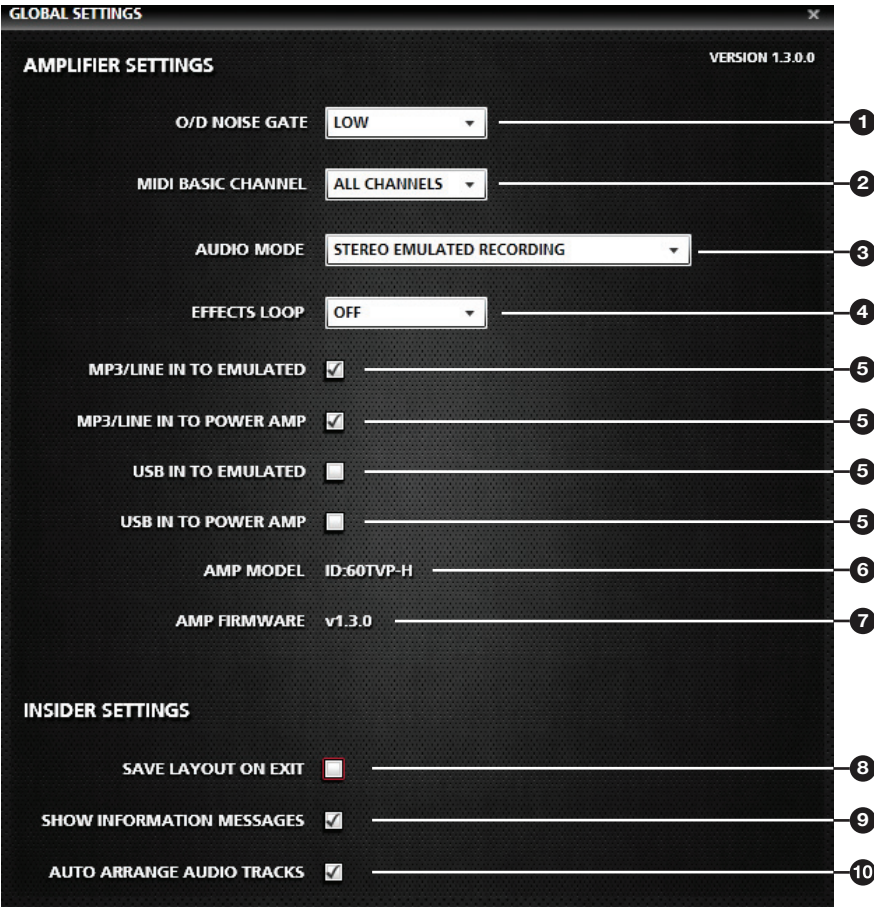 GLOBAL SETTINGS ×
AMPLIFIER SETTINGS VERSION 1.3.0.0
O/D NOISE GATE LOW 1
MIDI BASIC CHANNEL ALL CHANNELS 2
AUDIO MODE STEREO EMULATED RECORDING 3
EFFECTS LOOP OFF 4
MP3/LINE IN TO EMULATED 5
MP3/LINE IN TO POWER AMP 5
USB IN TO EMULATED 5
USB IN TO POWER AMP 5
AMP MODEL ID:60TVP-H 6
AMP FIRMWARE v1.3.0 7
INSIDER SETTINGS
SAVE LAYOUT ON EXIT 8
SHOW INFORMATION MESSAGES 9
AUTO ARRANGE AUDIO TRACKS 10